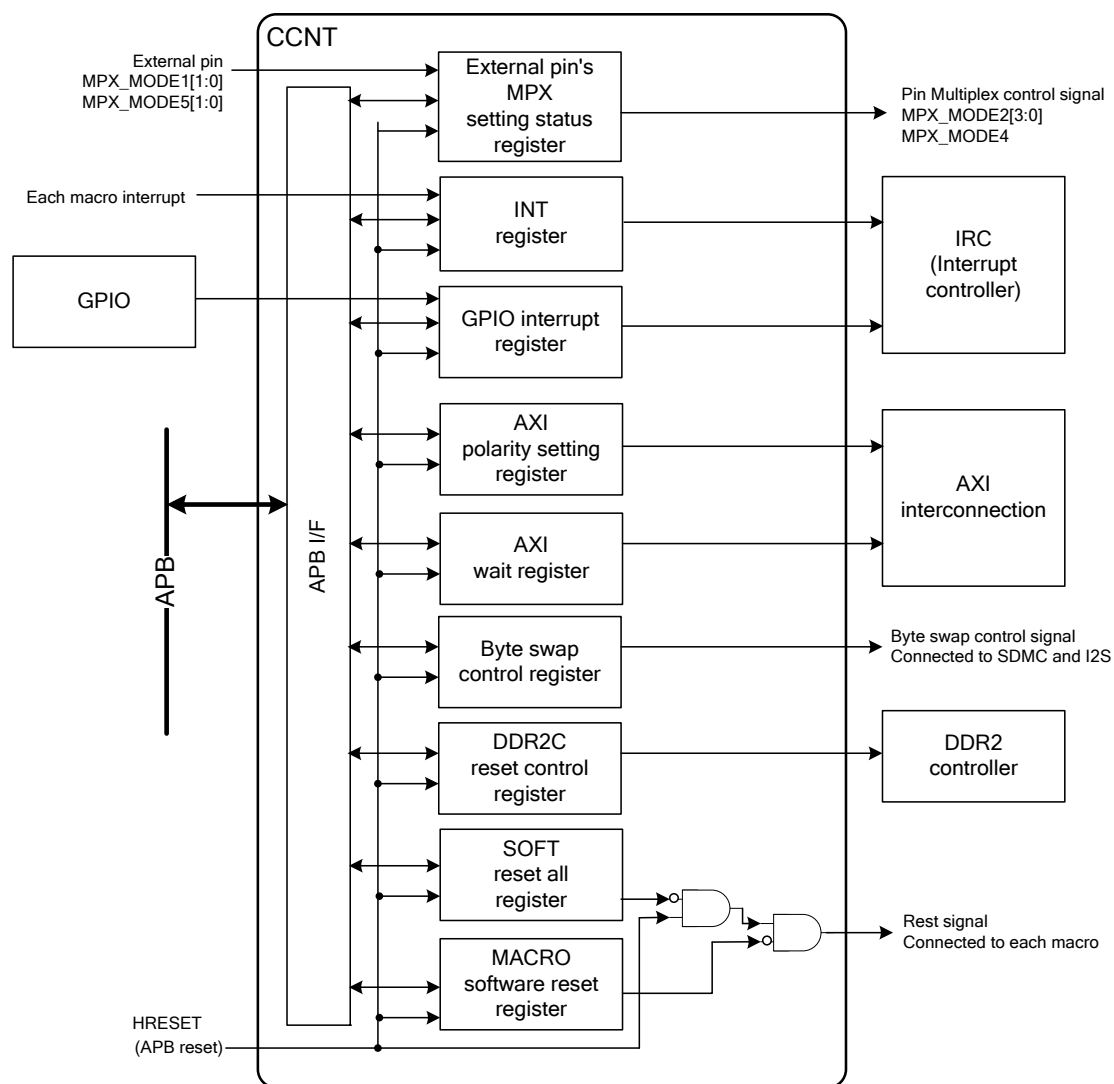 CCNT
External pin
MPX_MODE1[1:0]
MPX_MODE5[1:0]
External pin's
MPX
setting status
register
Pin Multiplex control signal
MPX_MODE2[3:0]
MPX_MODE4
Each macro interrupt
INT
register
IRC
(Interrupt
controller)
GPIO
GPIO interrupt
register
AXI
polarity setting
register
AXI
interconnection
APB
APB I/F
AXI
wait register
Byte swap
control register
Byte swap control signal
Connected to SDMC and I2S
DDR2C
reset control
register
DDR2
controller
SOFT
reset all
register
Rest signal
Connected to each macro
MACRO
software reset
register
HRESET
(APB reset)